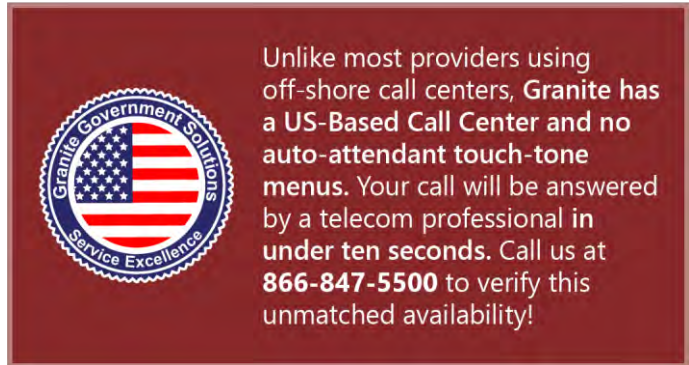 Granite Government Solutions
Service Excellence
Unlike most providers using
off-shore call centers, Granite has
a US-Based Call Center and no
auto-attendant touch-tone
menus. Your call will be answered
by a telecom professional in
under ten seconds. Call us at
866-847-5500 to verify this
unmatched availability!